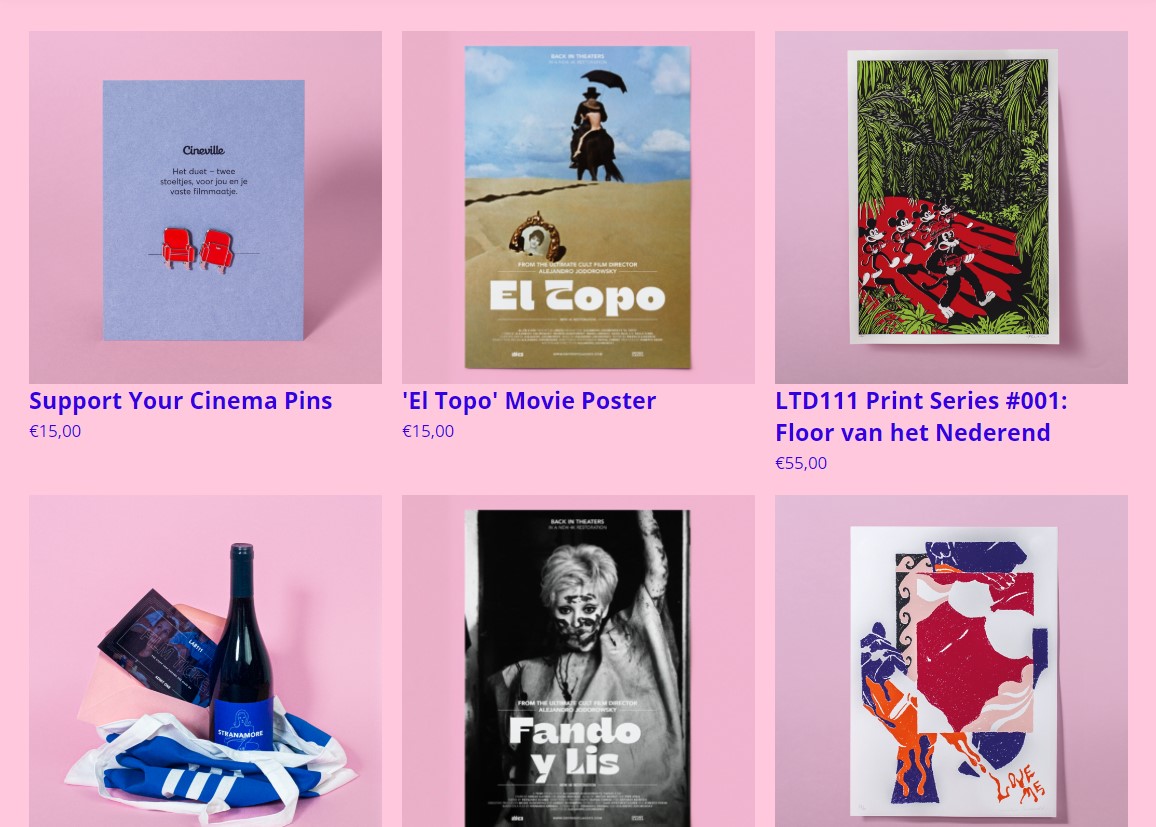 Cineville
Het duet – twee
stoeltjes, voor jou en je
vaste filmmaatje.
BACK IN THEATERS
IN A NEW 4K RESTORATION
FROM THE ULTIMATE CULT FILM DIRECTOR
ALEJANDRO JODOROWSKY
El Topo
Support Your Cinema Pins
€15,00
'El Topo' Movie Poster
€15,00
LTD111 Print Series #001:
Floor van het Nederend
€55,00
LAB111
STRANAMORE
BACK IN THEATERS
IN A NEW 4K RESTORATION
FROM THE ULTIMATE CULT FILM DIRECTOR
ALEJANDRO JODOROWSKY
Fando
y Lis
LOVE
ME